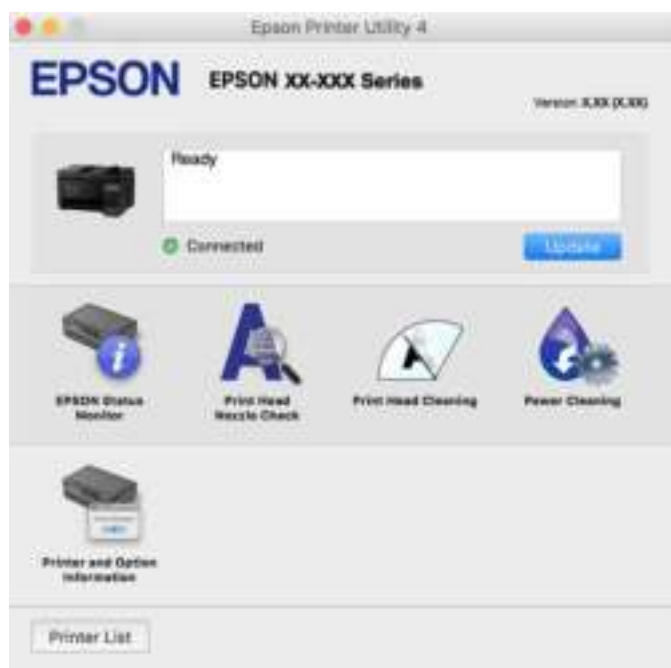 Epson Printer Utility 4
EPSON EPSON XX-XXX Series
Version X.XX (X.XX)
Ready
Connected
Update
EPSON Status
Monitor
Print Head
Nozzle Check
Print Head Cleaning
Power Cleaning
Printer and Option
Information
Printer List